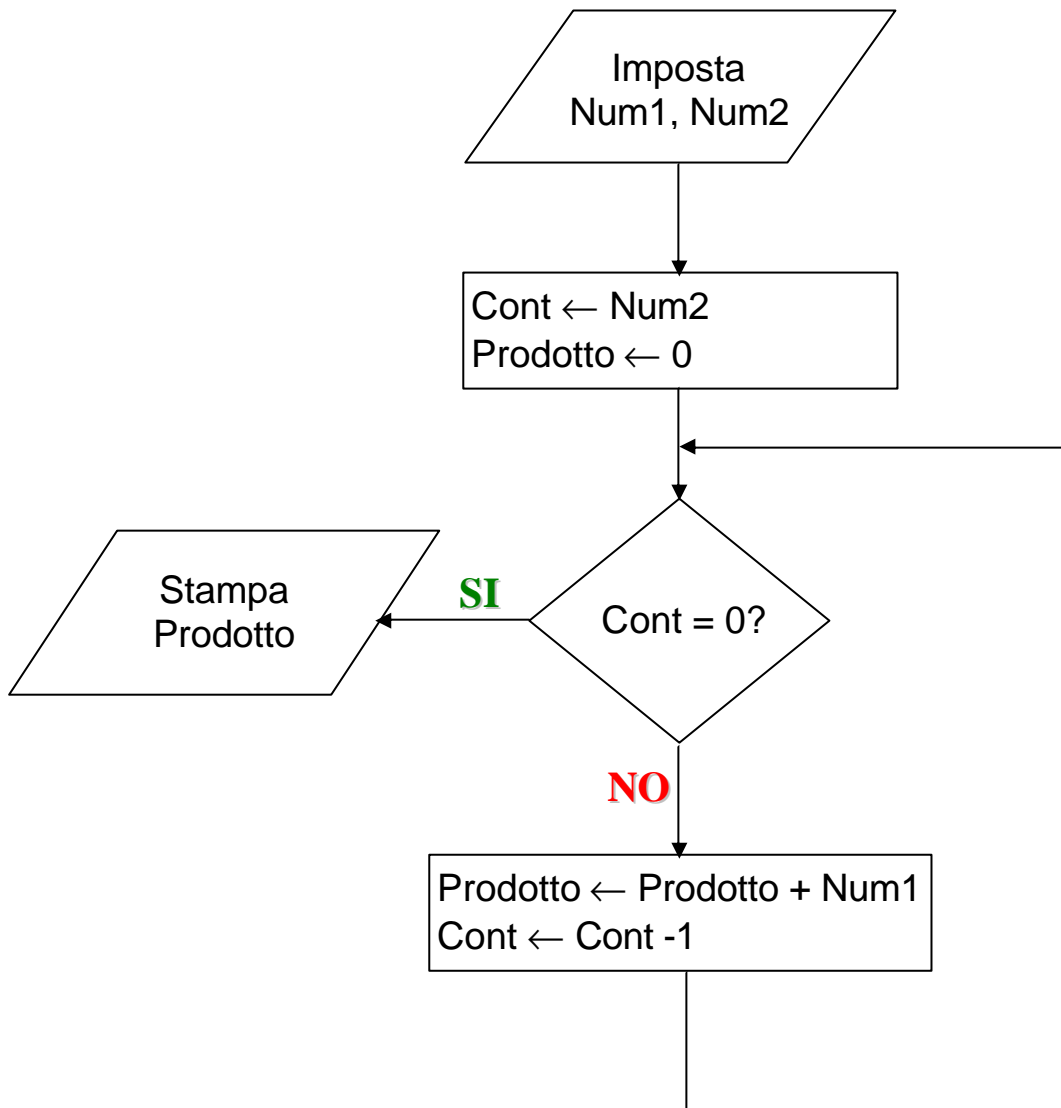 Imposta
Num1, Num2
Cont ← Num2
Prodotto ← 0
Stampa
Prodotto
SI
Cont = 0?
NO
Prodotto ← Prodotto + Num1
Cont ← Cont -1